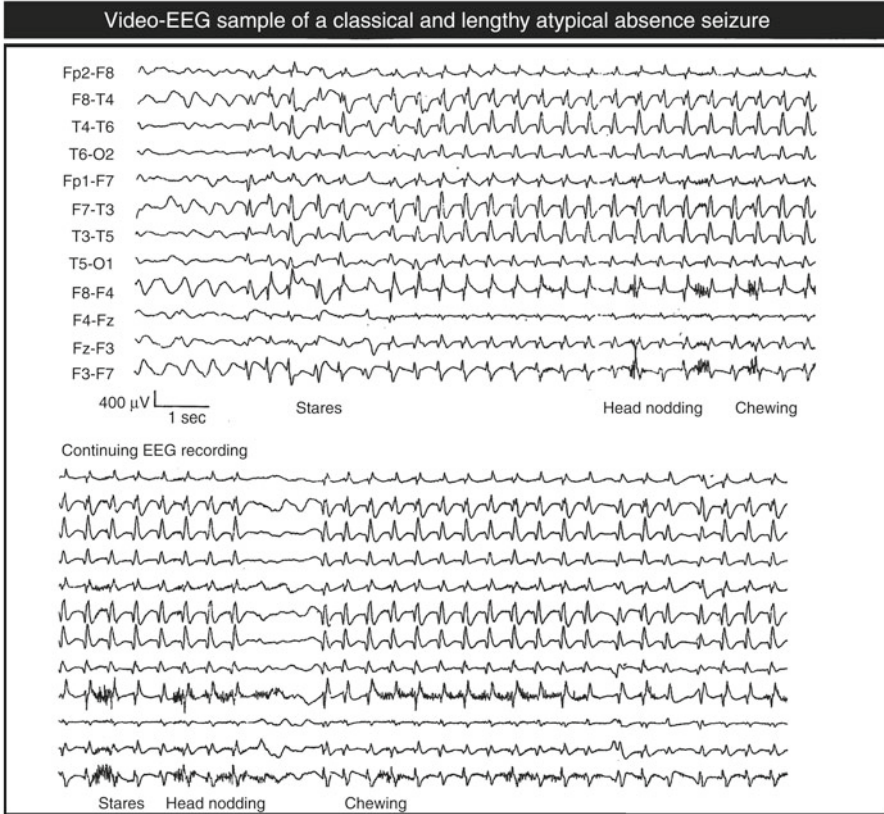 Video-EEG sample of a classical and lengthy atypical absence seizure
Fp2-F8
F8-T4
T4-T6
T6-O2
Fp1-F7
F7-T3
T3-T5
T5-O1
F8-F4
F4-Fz
Fz-F3
F3-F7
400 μV
1 sec
Stares Head nodding Chewing
Continuing EEG recording
Stares Head nodding Chewing